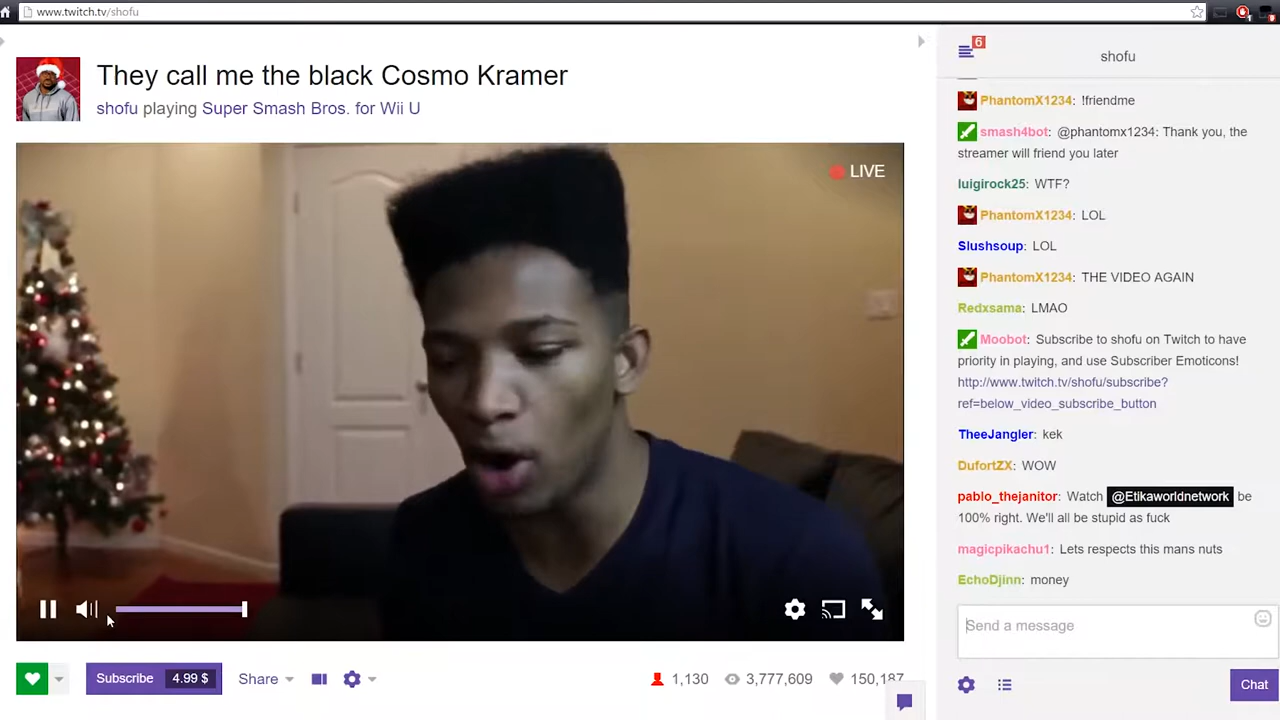 www.twitch.tv/shofu
They call me the black Cosmo Kramer
shofu playing Super Smash Bros. for Wii U
LIVE
Subscribe 4.99 $
Share
1,130
3,777,609
150,187
6
shofu
PhantomX1234: !friendme
smash4bot: @phantomx1234: Thank you, the
streamer will friend you later
luigirock25: WTF?
PhantomX1234: LOL
Slushsoup: LOL
PhantomX1234: THE VIDEO AGAIN
Redxsama: LMAO
Moobot: Subscribe to shofu on Twitch to have
priority in playing, and use Subscriber Emoticons!
http://www.twitch.tv/shofu/subscribe?
ref=below_video_subscribe_button
TheeJangler: kek
DufortZX: WOW
pablo_thejanitor: Watch @Etikaworldnetwork be
100% right. We'll all be stupid as fuck
magicpikachu1: Lets respects this mans nuts
EchoDjinn: money
Send a message
Chat